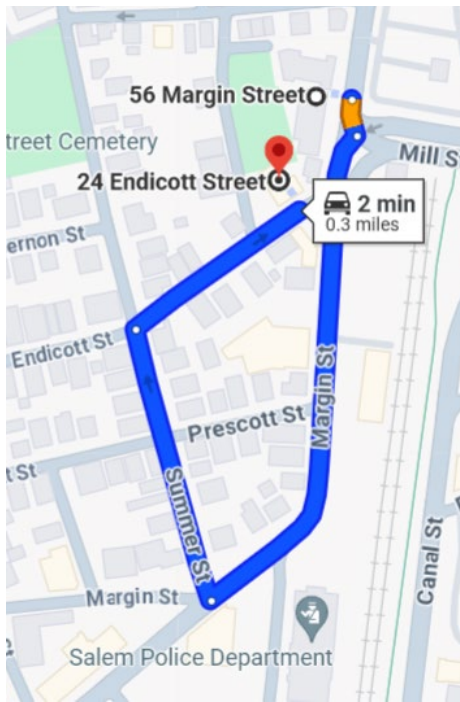 56 Margin Street
treet Cemetery
Mill S
24 Endicott Street
2 min
0.3 miles
ernon St
Endicott St
Margin St
Prescott St
t St
Summer St
Canal St
Margin St
Salem Police Department